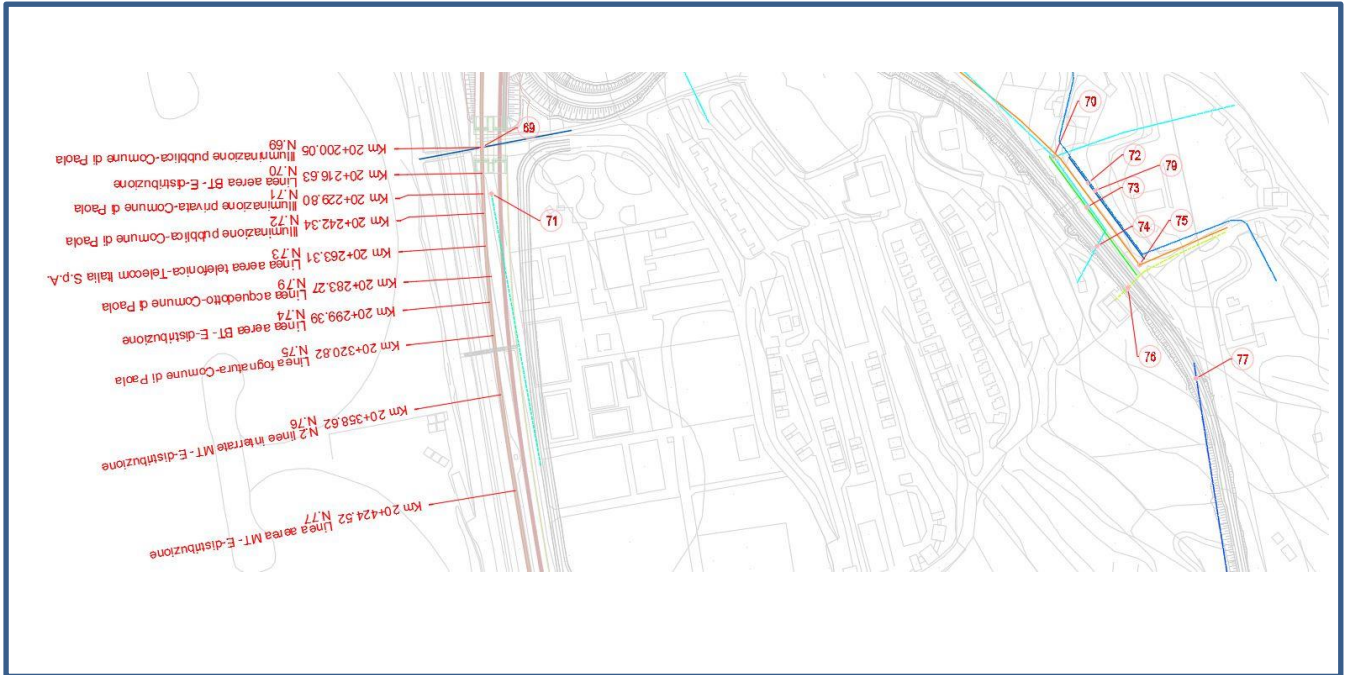 Km 20+200.05 N.69
Illuminazione pubblica-Comune di Paola
Km 20+216.63 N.70
Linea aerea BT - E-distribuzione
Km 20+229.80 N.71
Illuminazione privata-Comune di Paola
Km 20+242.34 N.72
Illuminazione pubblica-Comune di Paola
Km 20+263.31 N.73
Linea aerea telefonica-Telecom Italia S.p.A.
Km 20+283.27 N.79
Linea acquedotto-Comune di Paola
Km 20+299.39 N.74
Linea aerea BT - E-distribuzione
Km 20+320.82 N.75
Linea fognatura-Comune di Paola
Km 20+358.62 N.76
N.2 linee interrate MT - E-distribuzione
Km 20+424.52 N.77
Linea aerea MT - E-distribuzione
69
71
70
72
79
73
74
75
76
77